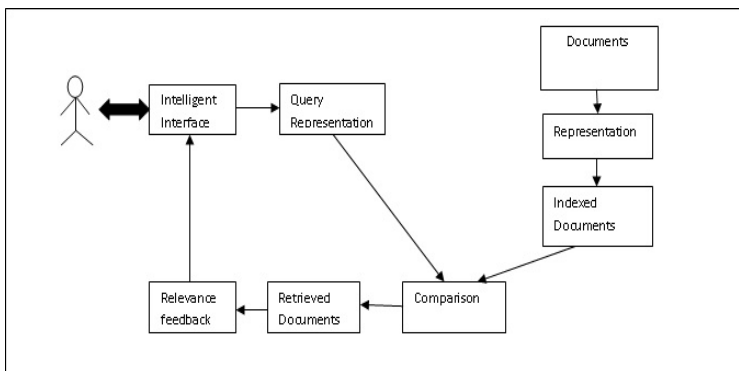 Documents
Intelligent
Interface
Query
Representation
Representation
Indexed
Documents
Relevance
feedback
Retrieved
Documents
Comparison